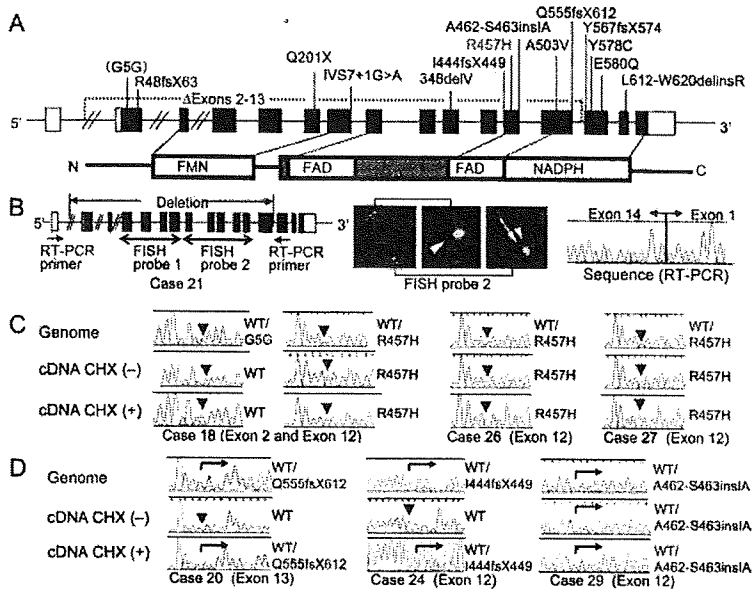 A
(G5G)
R48fsX63
Q201X
IVS7+1G>A
348delV
I444fsX449
R457H
A462-S463insIA
A503V
Q555fsX612
Y567fsX574
Y578C
E580Q
L612-W620delinsR
ΔExons 2-13
5' 3'
N FMN FAD FAD NADPH C
B
Deletion
5' 3'
RT-PCR primer
FISH probe 1
FISH probe 2
RT-PCR primer
Case 21
FISH probe 2
Exon 14 Exon 1
Sequence (RT-PCR)
C
Genome WT/G5G WT/R457H WT/R457H WT/R457H
cDNA CHX (–) WT R457H R457H R457H
cDNA CHX (+) WT R457H R457H R457H
Case 18 (Exon 2 and Exon 12) Case 26 (Exon 12) Case 27 (Exon 12)
D
Genome WT/Q555fsX612 WT/I444fsX449 WT/A462-S463insIA
cDNA CHX (–) WT WT WT/A462-S463insIA
cDNA CHX (+) WT/Q555fsX612 WT/I444fsX449 WT/A462-S463insIA
Case 20 (Exon 13) Case 24 (Exon 12) Case 29 (Exon 12)